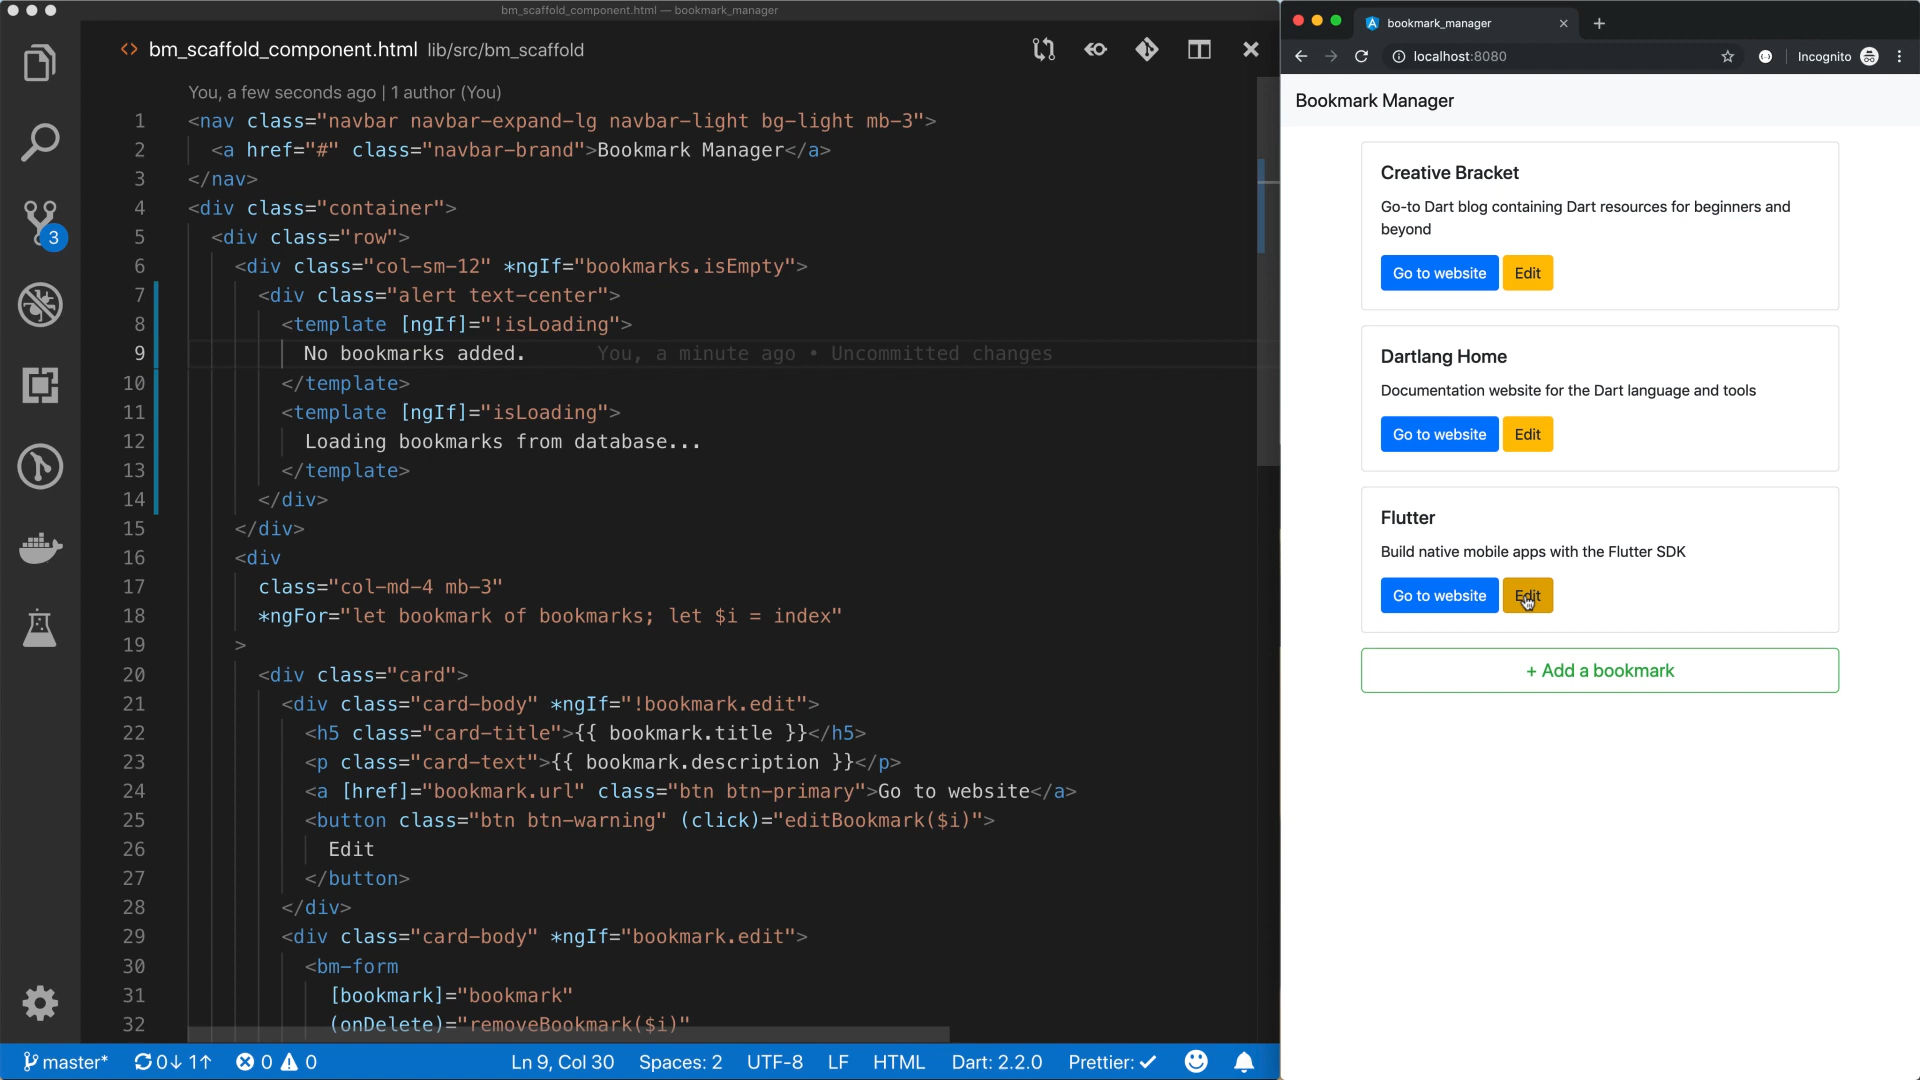 bm_scaffold_component.html — bookmark_manager
<> bm_scaffold_component.html lib/src/bm_scaffold
You, a few seconds ago | 1 author (You)
1 <nav class="navbar navbar-expand-lg navbar-light bg-light mb-3">
2 <a href="#" class="navbar-brand">Bookmark Manager</a>
3 </nav>
4 <div class="container">
5 <div class="row">
6 <div class="col-sm-12" *ngIf="bookmarks.isEmpty">
7 <div class="alert text-center">
8 <template [ngIf]="!isLoading">
9 No bookmarks added. You, a minute ago • Uncommitted changes
10 </template>
11 <template [ngIf]="isLoading">
12 Loading bookmarks from database...
13 </template>
14 </div>
15 </div>
16 <div
17 class="col-md-4 mb-3"
18 *ngFor="let bookmark of bookmarks; let $i = index"
19 >
20 <div class="card">
21 <div class="card-body" *ngIf="!bookmark.edit">
22 <h5 class="card-title">{{ bookmark.title }}</h5>
23 <p class="card-text">{{ bookmark.description }}</p>
24 <a [href]="bookmark.url" class="btn btn-primary">Go to website</a>
25 <button class="btn btn-warning" (click)="editBookmark($i)">
26 Edit
27 </button>
28 </div>
29 <div class="card-body" *ngIf="bookmark.edit">
30 <bm-form
31 [bookmark]="bookmark"
32 (onDelete)="removeBookmark($i)"
3
master* 0↓ 1↑ 0 0 Ln 9, Col 30 Spaces: 2 UTF-8 LF HTML Dart: 2.2.0 Prettier: ✓
bookmark_manager
localhost:8080 Incognito
Bookmark Manager
Creative Bracket
Go-to Dart blog containing Dart resources for beginners and
beyond
Go to website Edit
Dartlang Home
Documentation website for the Dart language and tools
Go to website Edit
Flutter
Build native mobile apps with the Flutter SDK
Go to website Edit
+ Add a bookmark